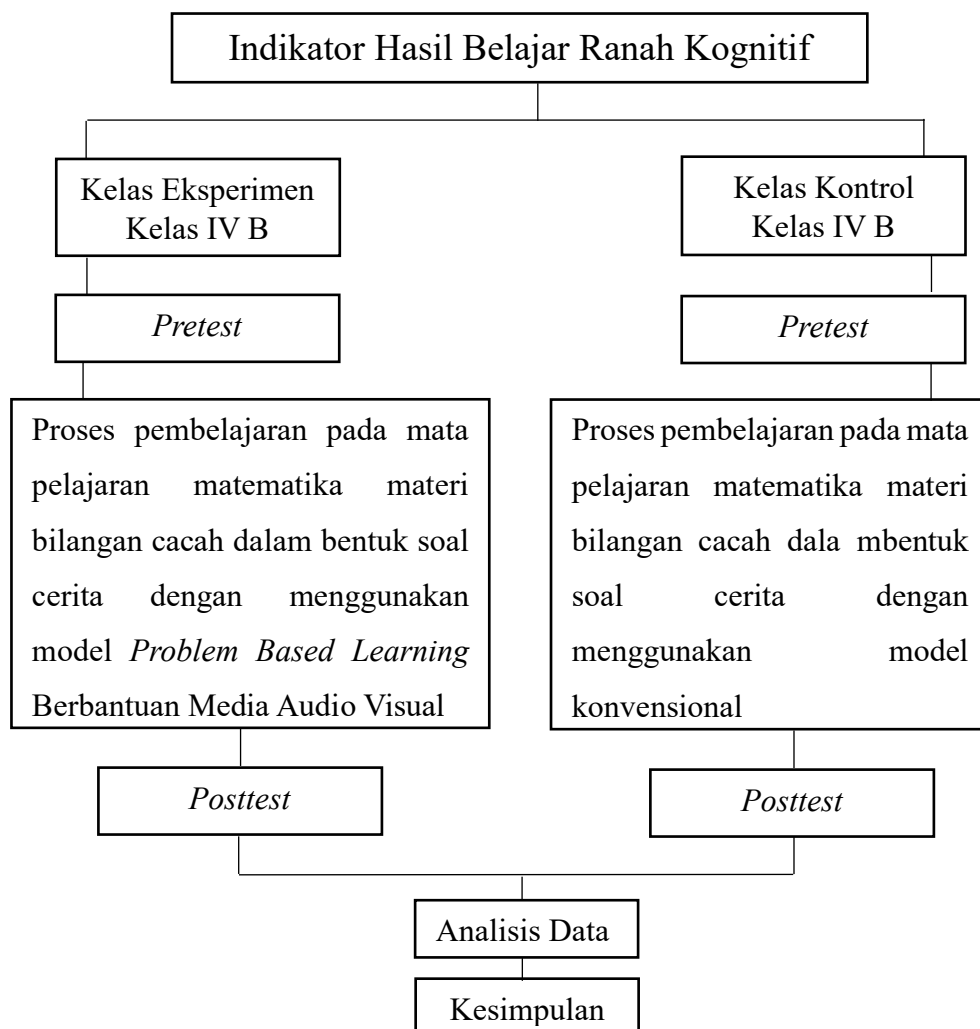 Indikator Hasil Belajar Ranah Kognitif
Kelas Eksperimen
Kelas IV B
Kelas Kontrol
Kelas IV B
Pretest
Pretest
Proses pembelajaran pada mata
pelajaran matematika materi
bilangan cacah dalam bentuk soal
cerita dengan menggunakan
model Problem Based Learning
Berbantuan Media Audio Visual
Proses pembelajaran pada mata
pelajaran matematika materi
bilangan cacah dala mbentuk
soal cerita dengan
menggunakan model
konvensional
Posttest
Posttest
Analisis Data
Kesimpulan